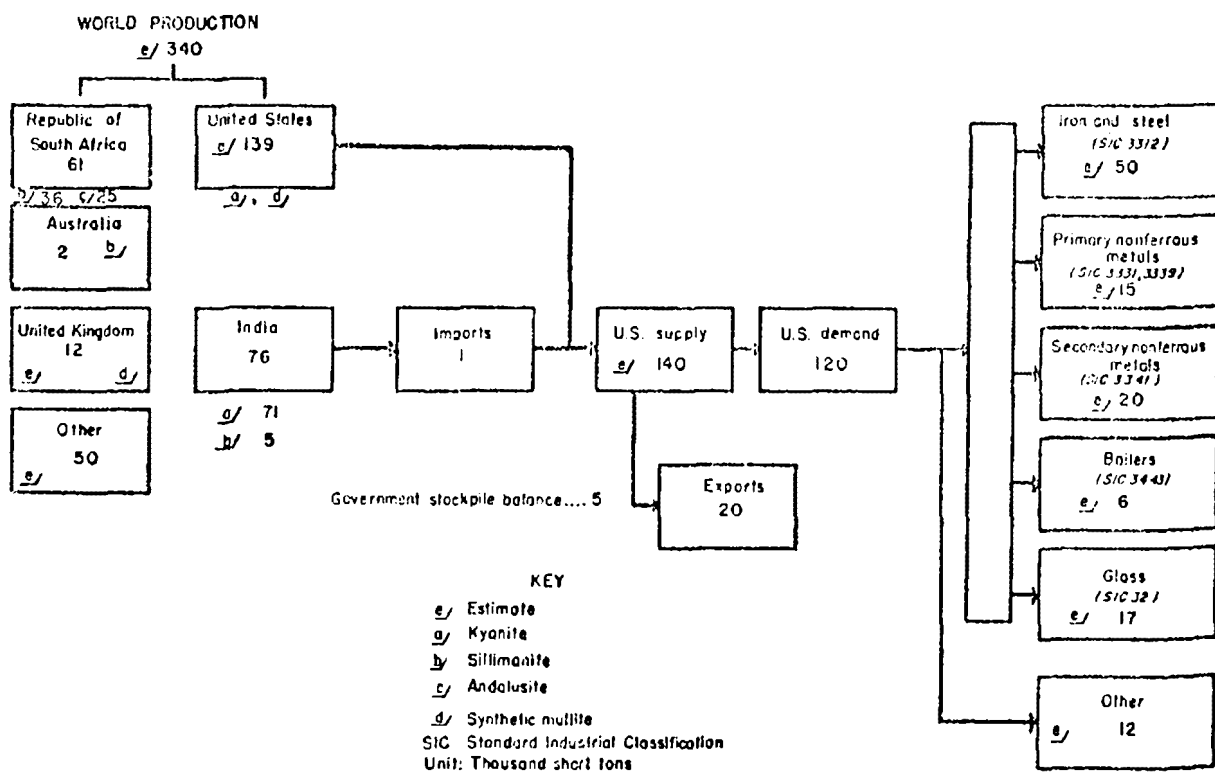 WORLD PRODUCTION
e/ 340
Republic of
South Africa
61
b/36 c/25
United States
e/ 139
a/, d/
Australia
2 b/
United Kingdom
12
e/ d/
Other
50
e/
India
76
a/ 71
b/ 5
Imports
1
U.S. supply
e/ 140
U.S. demand
120
Exports
20
Government stockpile balance.... 5
Iron and steel
(SIC 3312)
e/ 50
Primary nonferrous
metals
(SIC 3331, 3339)
e/ 15
Secondary nonferrous
metals
(SIC 3341)
e/ 20
Boilers
(SIC 3443)
e/ 6
Glass
(SIC 32)
e/ 17
Other
e/ 12
KEY
e/ Estimate
a/ Kyanite
b/ Sillimanite
c/ Andalusite
d/ Synthetic mullite
SIC Standard Industrial Classification
Unit: Thousand short tons